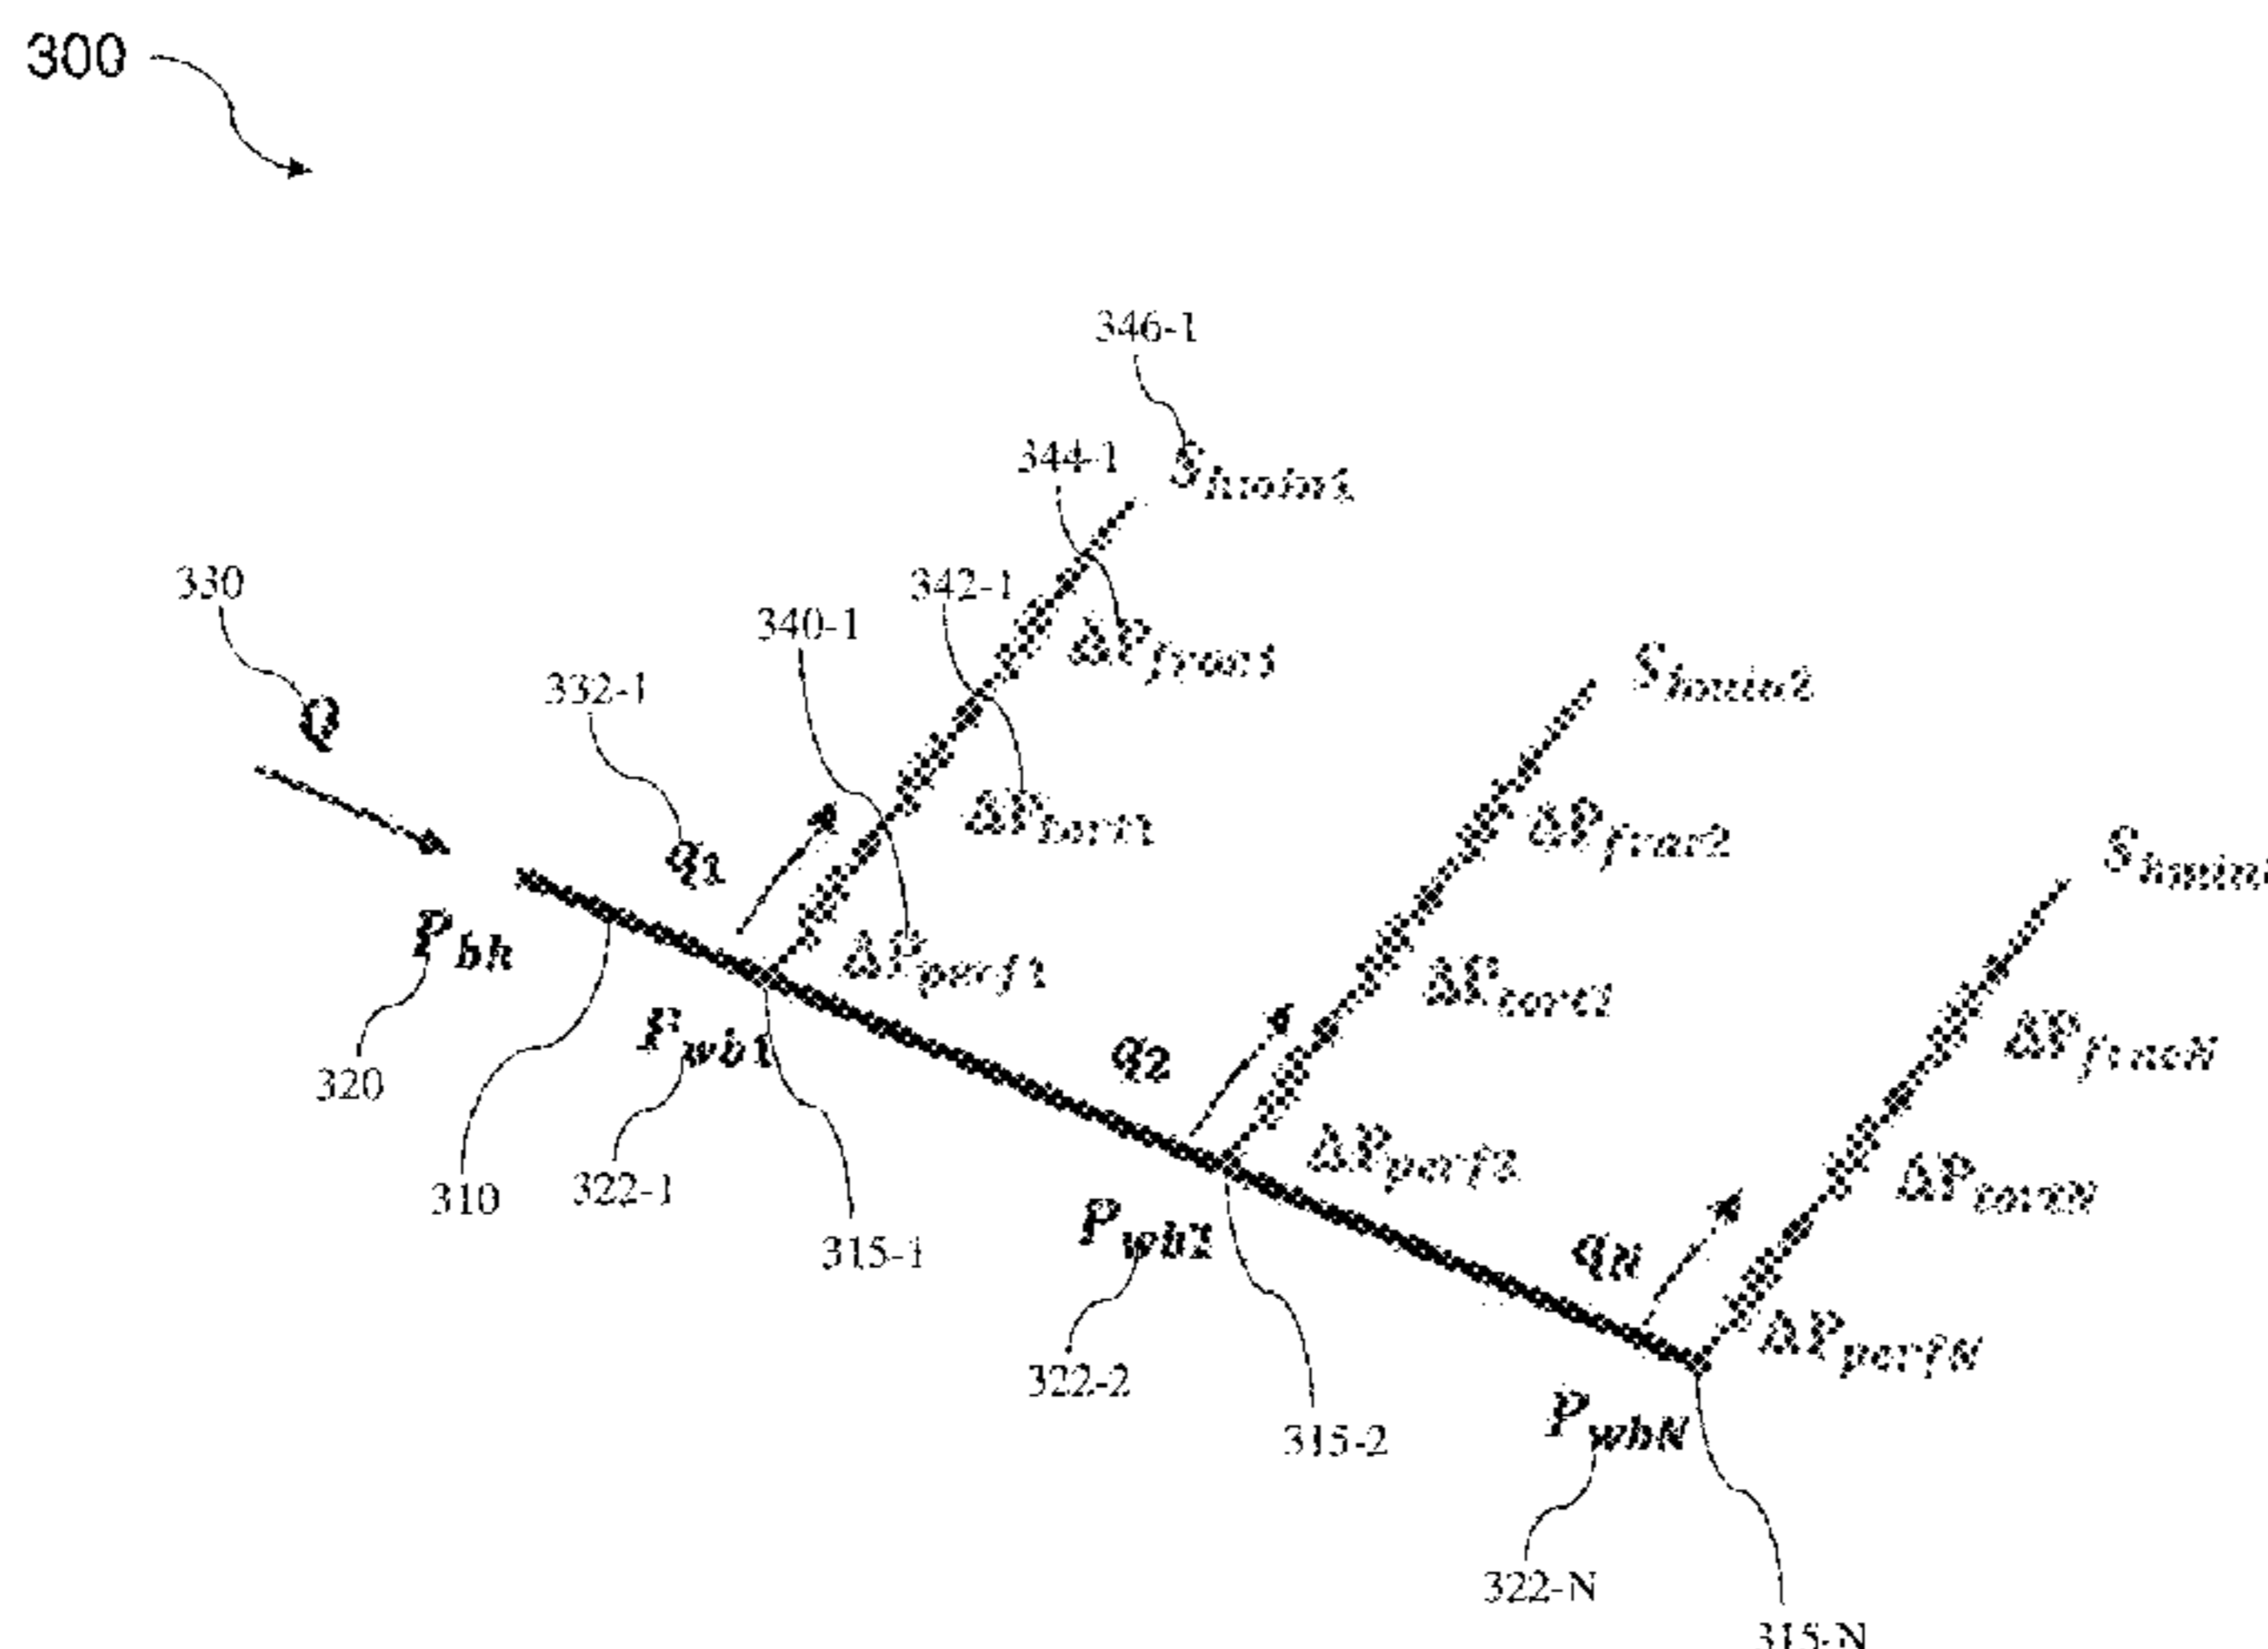 300
346-1
344-1
S_hmin1
330
342-1
340-1
ΔP_frac1
332-1
S_hmin2
Q
q1
ΔP_tort1
ΔP_frac2
P_bh
ΔP_perf1
ΔP_tort2
P_wb1
q2
ΔP_fracN
320
322-1
310
ΔP_perf2
ΔP_tortN
315-1
P_wb2
qN
ΔP_perfN
322-2
P_wbN
315-2
322-N
315-N